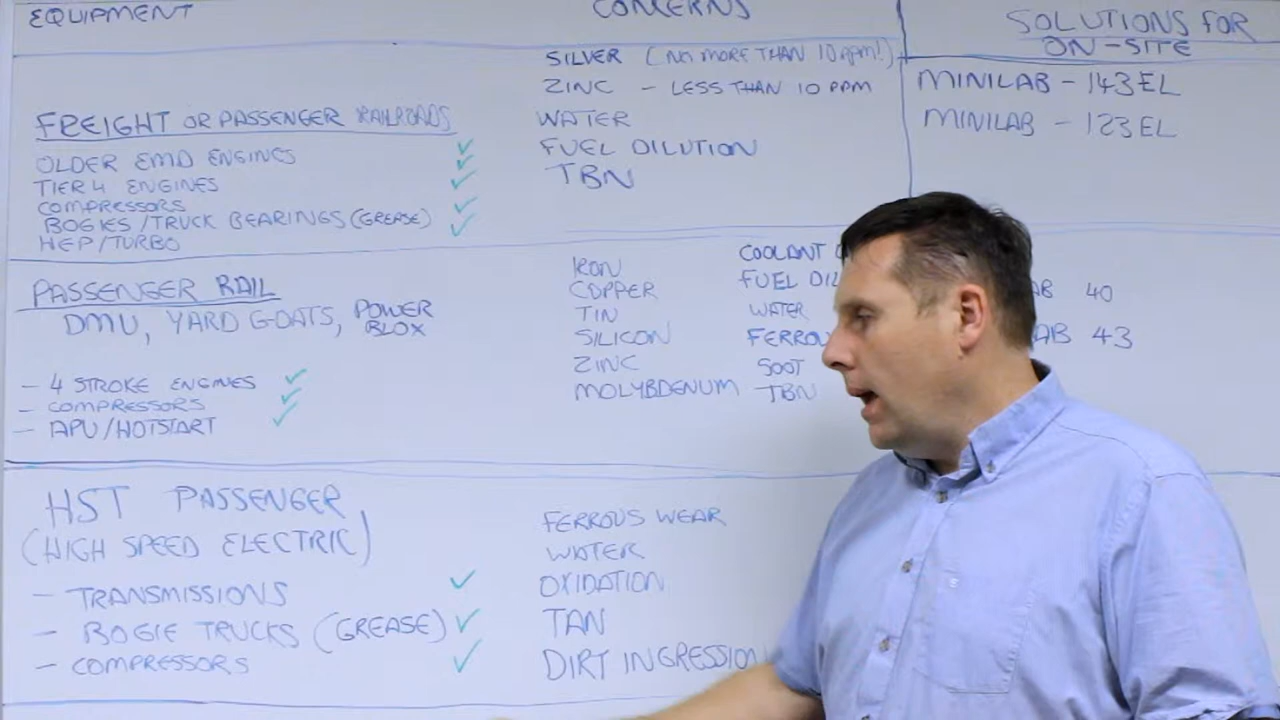 EQUIPMENT
CONCERNS
SOLUTIONS FOR
ON-SITE
FREIGHT OR PASSENGER RAILROADS
OLDER EMD ENGINES
TIER 4 ENGINES
COMPRESSORS
BOGIES/TRUCK BEARINGS (GREASE)
HEP/TURBO
SILVER (NO MORE THAN 10 ppm!)
ZINC - LESS THAN 10 PPM
WATER
FUEL DILUTION
TBN
MINILAB - 143EL
MINILAB - 123EL
PASSENGER RAIL
DMU, YARD GOATS, POWER
BLOX
- 4 STROKE ENGINES
- COMPRESSORS
- APU/HOTSTART
IRON
COPPER
TIN
SILICON
ZINC
MOLYBDENUM
COOLANT
FUEL
WATER
SOOT
TBN
40
43
HST PASSENGER
(HIGH SPEED ELECTRIC)
- TRANSMISSIONS
- BOGIE TRUCKS (GREASE)
- COMPRESSORS
FERROUS WEAR
WATER
OXIDATION
TAN
DIRT INGRESSION